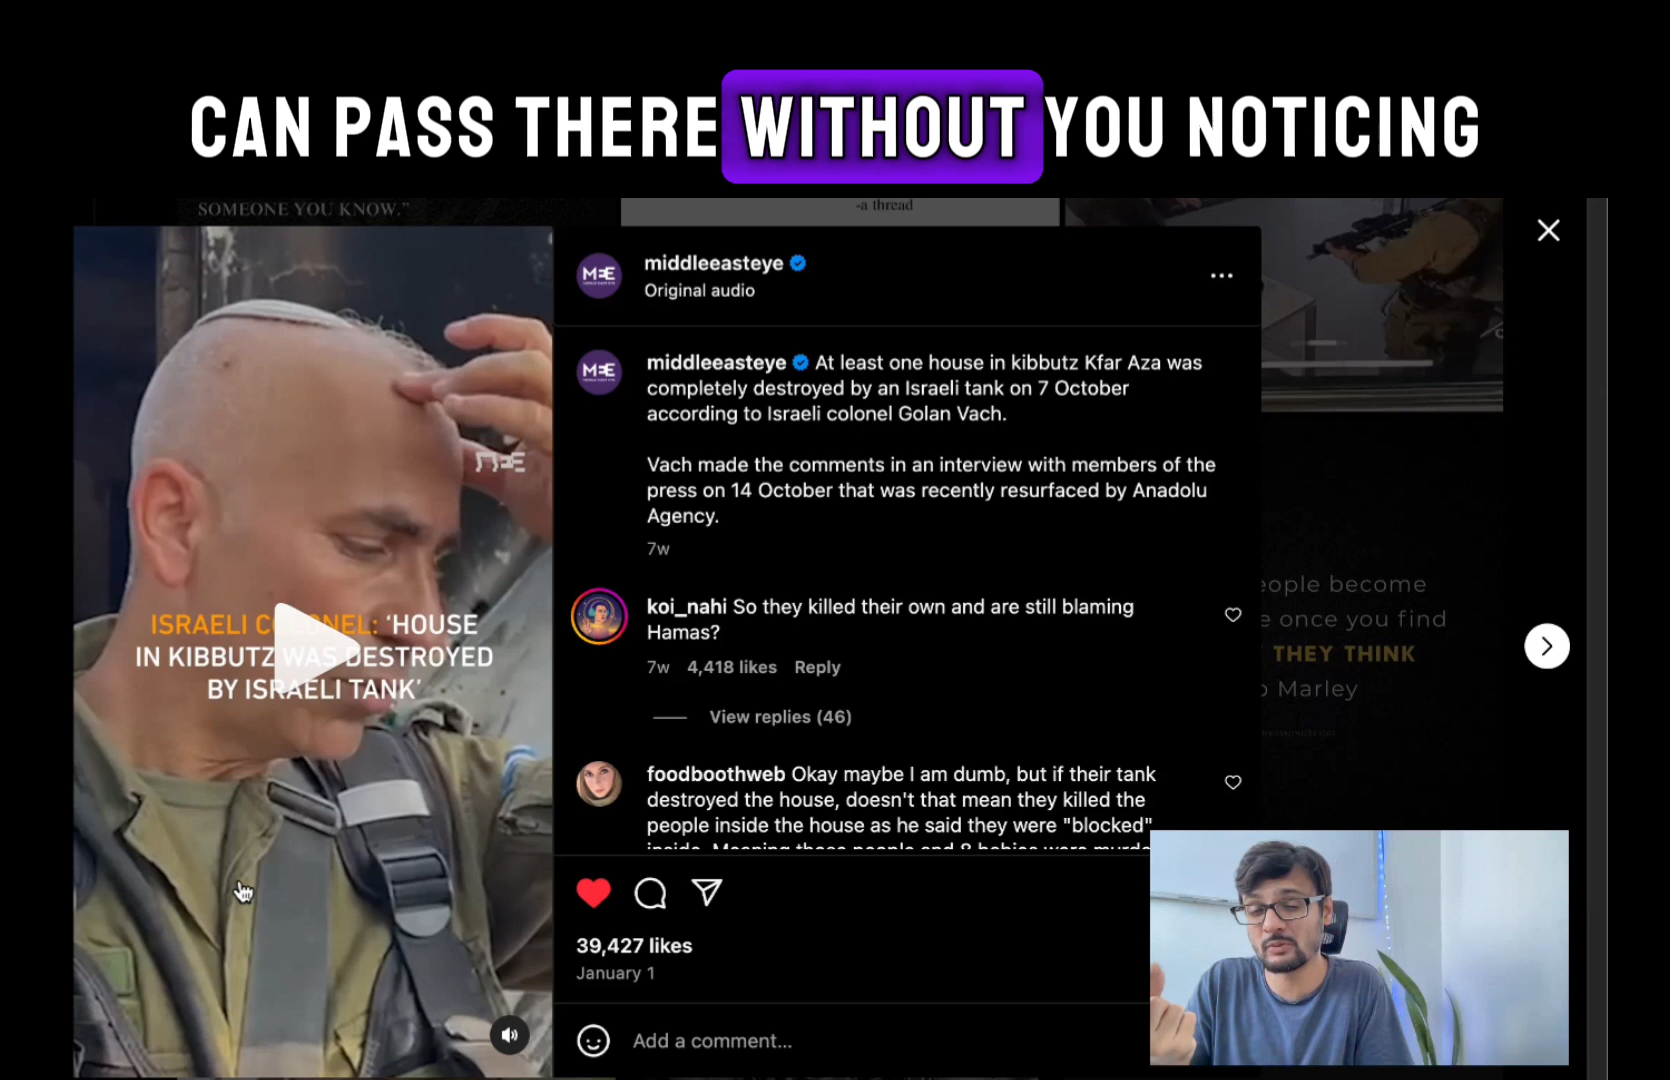 CAN PASS THERE WITHOUT YOU NOTICING
SOMEONE YOU KNOW.”
-a thread
middleeasteye
Original audio
middleeasteye At least one house in kibbutz Kfar Aza was
completely destroyed by an Israeli tank on 7 October
according to Israeli colonel Golan Vach.
Vach made the comments in an interview with members of the
press on 14 October that was recently resurfaced by Anadolu
Agency.
7w
koi_nahi So they killed their own and are still blaming
Hamas?
7w 4,418 likes Reply
View replies (46)
foodboothweb Okay maybe I am dumb, but if their tank
destroyed the house, doesn't that mean they killed the
people inside the house as he said they were "blocked"
39,427 likes
January 1
Add a comment...
ISRAELI COLONEL: ‘HOUSE
IN KIBBUTZ WAS DESTROYED
BY ISRAELI TANK’
become
once you find
THEY THINK
Marley